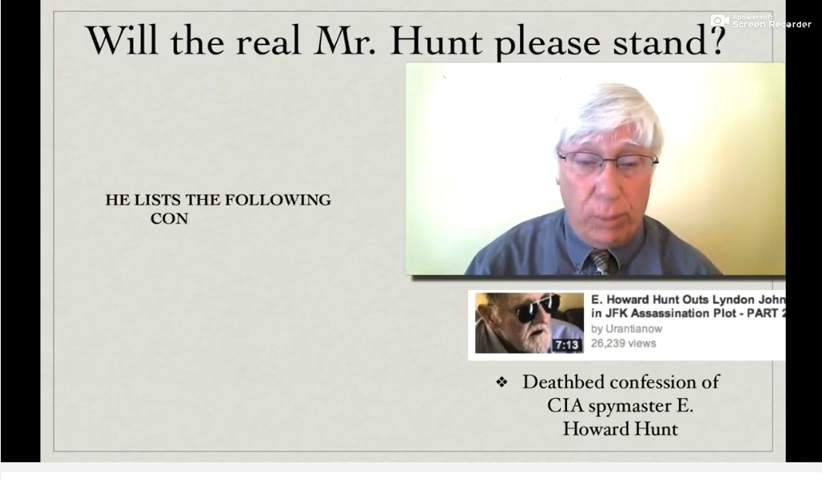 Will the real Mr. Hunt please stand?
Apowersoft
Screen Recorder
HE LISTS THE FOLLOWING
CON
E. Howard Hunt Outs Lyndon John
in JFK Assassination Plot - PART 2
by Urantianow
26,239 views
7:13
❖ Deathbed confession of
CIA spymaster E.
Howard Hunt